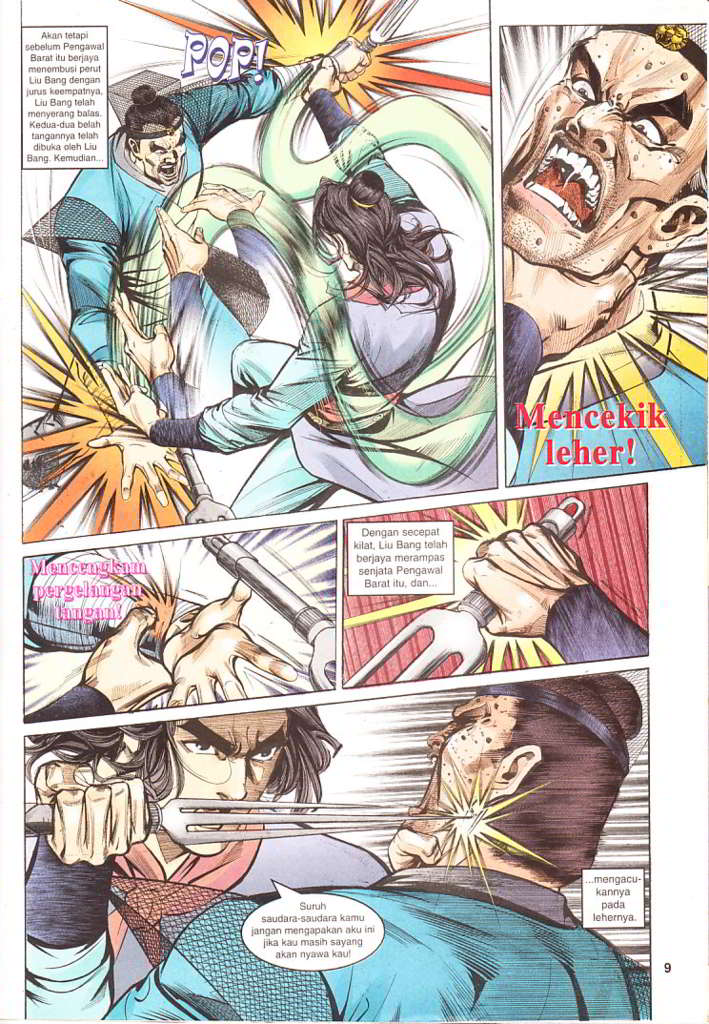 Akan tetapi
sebelum Pengawal
Barat itu berjaya
menembusi perut
Liu Bang dengan
jurus keempatnya,
Liu Bang telah
menyerang balas.
Kedua-dua belah
tangannya telah
dibuka oleh Liu
Bang. Kemudian...
POP!
Mencekik
leher!
Mencengkam
pergelangan
tangan!
Dengan secepat
kilat, Liu Bang telah
berjaya merampas
senjata Pengawal
Barat itu, dan...
Suruh
saudara-saudara kamu
jangan mengapakan aku ini
jika kau masih sayang
akan nyawa kau!
...mengacu-
kannya
pada
lehernya.
9